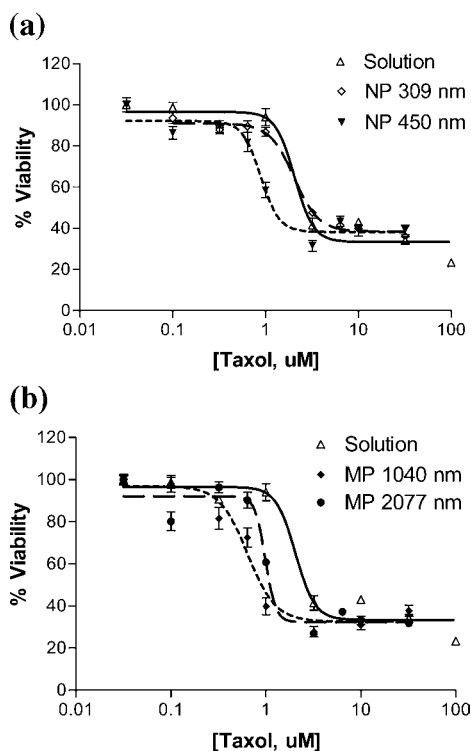 (a)
120
100
80
60
40
20
0
% Viability
0.01
0.1
1
10
100
[Taxol, uM]
Solution
NP 309 nm
NP 450 nm
(b)
120
100
80
60
40
20
0
% Viability
0.01
0.1
1
10
100
[Taxol, uM]
Solution
MP 1040 nm
MP 2077 nm